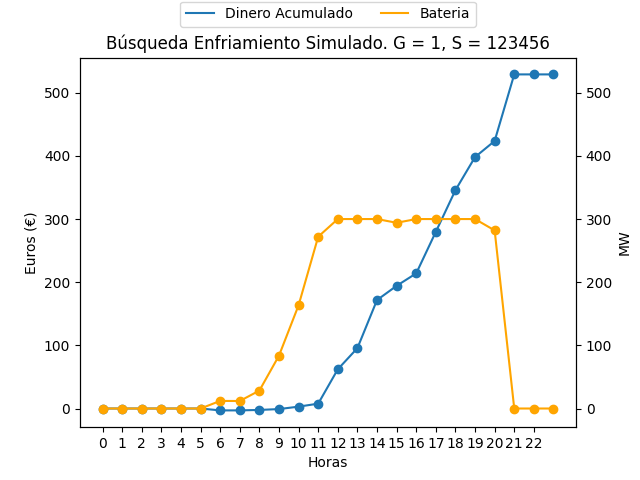 Dinero Acumulado Bateria
Búsqueda Enfriamiento Simulado. G = 1, S = 123456
500 500
400 400
300 300
200 200
100 100
0 0
Euros (€)
MW
0 1 2 3 4 5 6 7 8 9 10 11 12 13 14 15 16 17 18 19 20 21 22
Horas